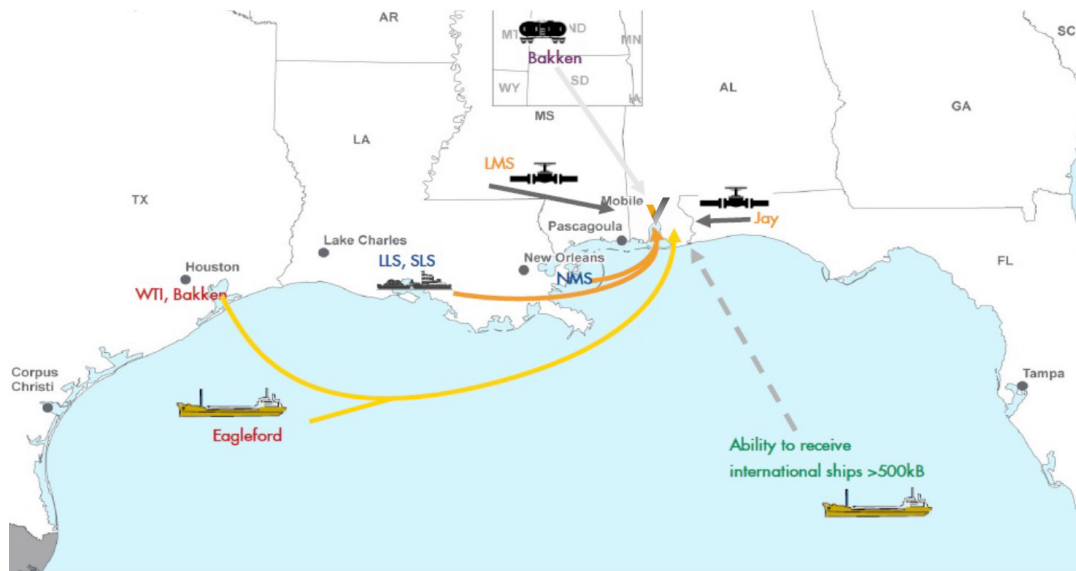 AR
MT
ND
MN
SC
Bakken
WY
SD
IA
AL
GA
MS
LA
LMS
TX
Mobile
Jay
Pascagoula
Lake Charles
FL
New Orleans
LLS, SLS
Houston
NMS
WTI, Bakken
Corpus
Christi
Tampa
Eagleford
Ability to receive
international ships >500kB